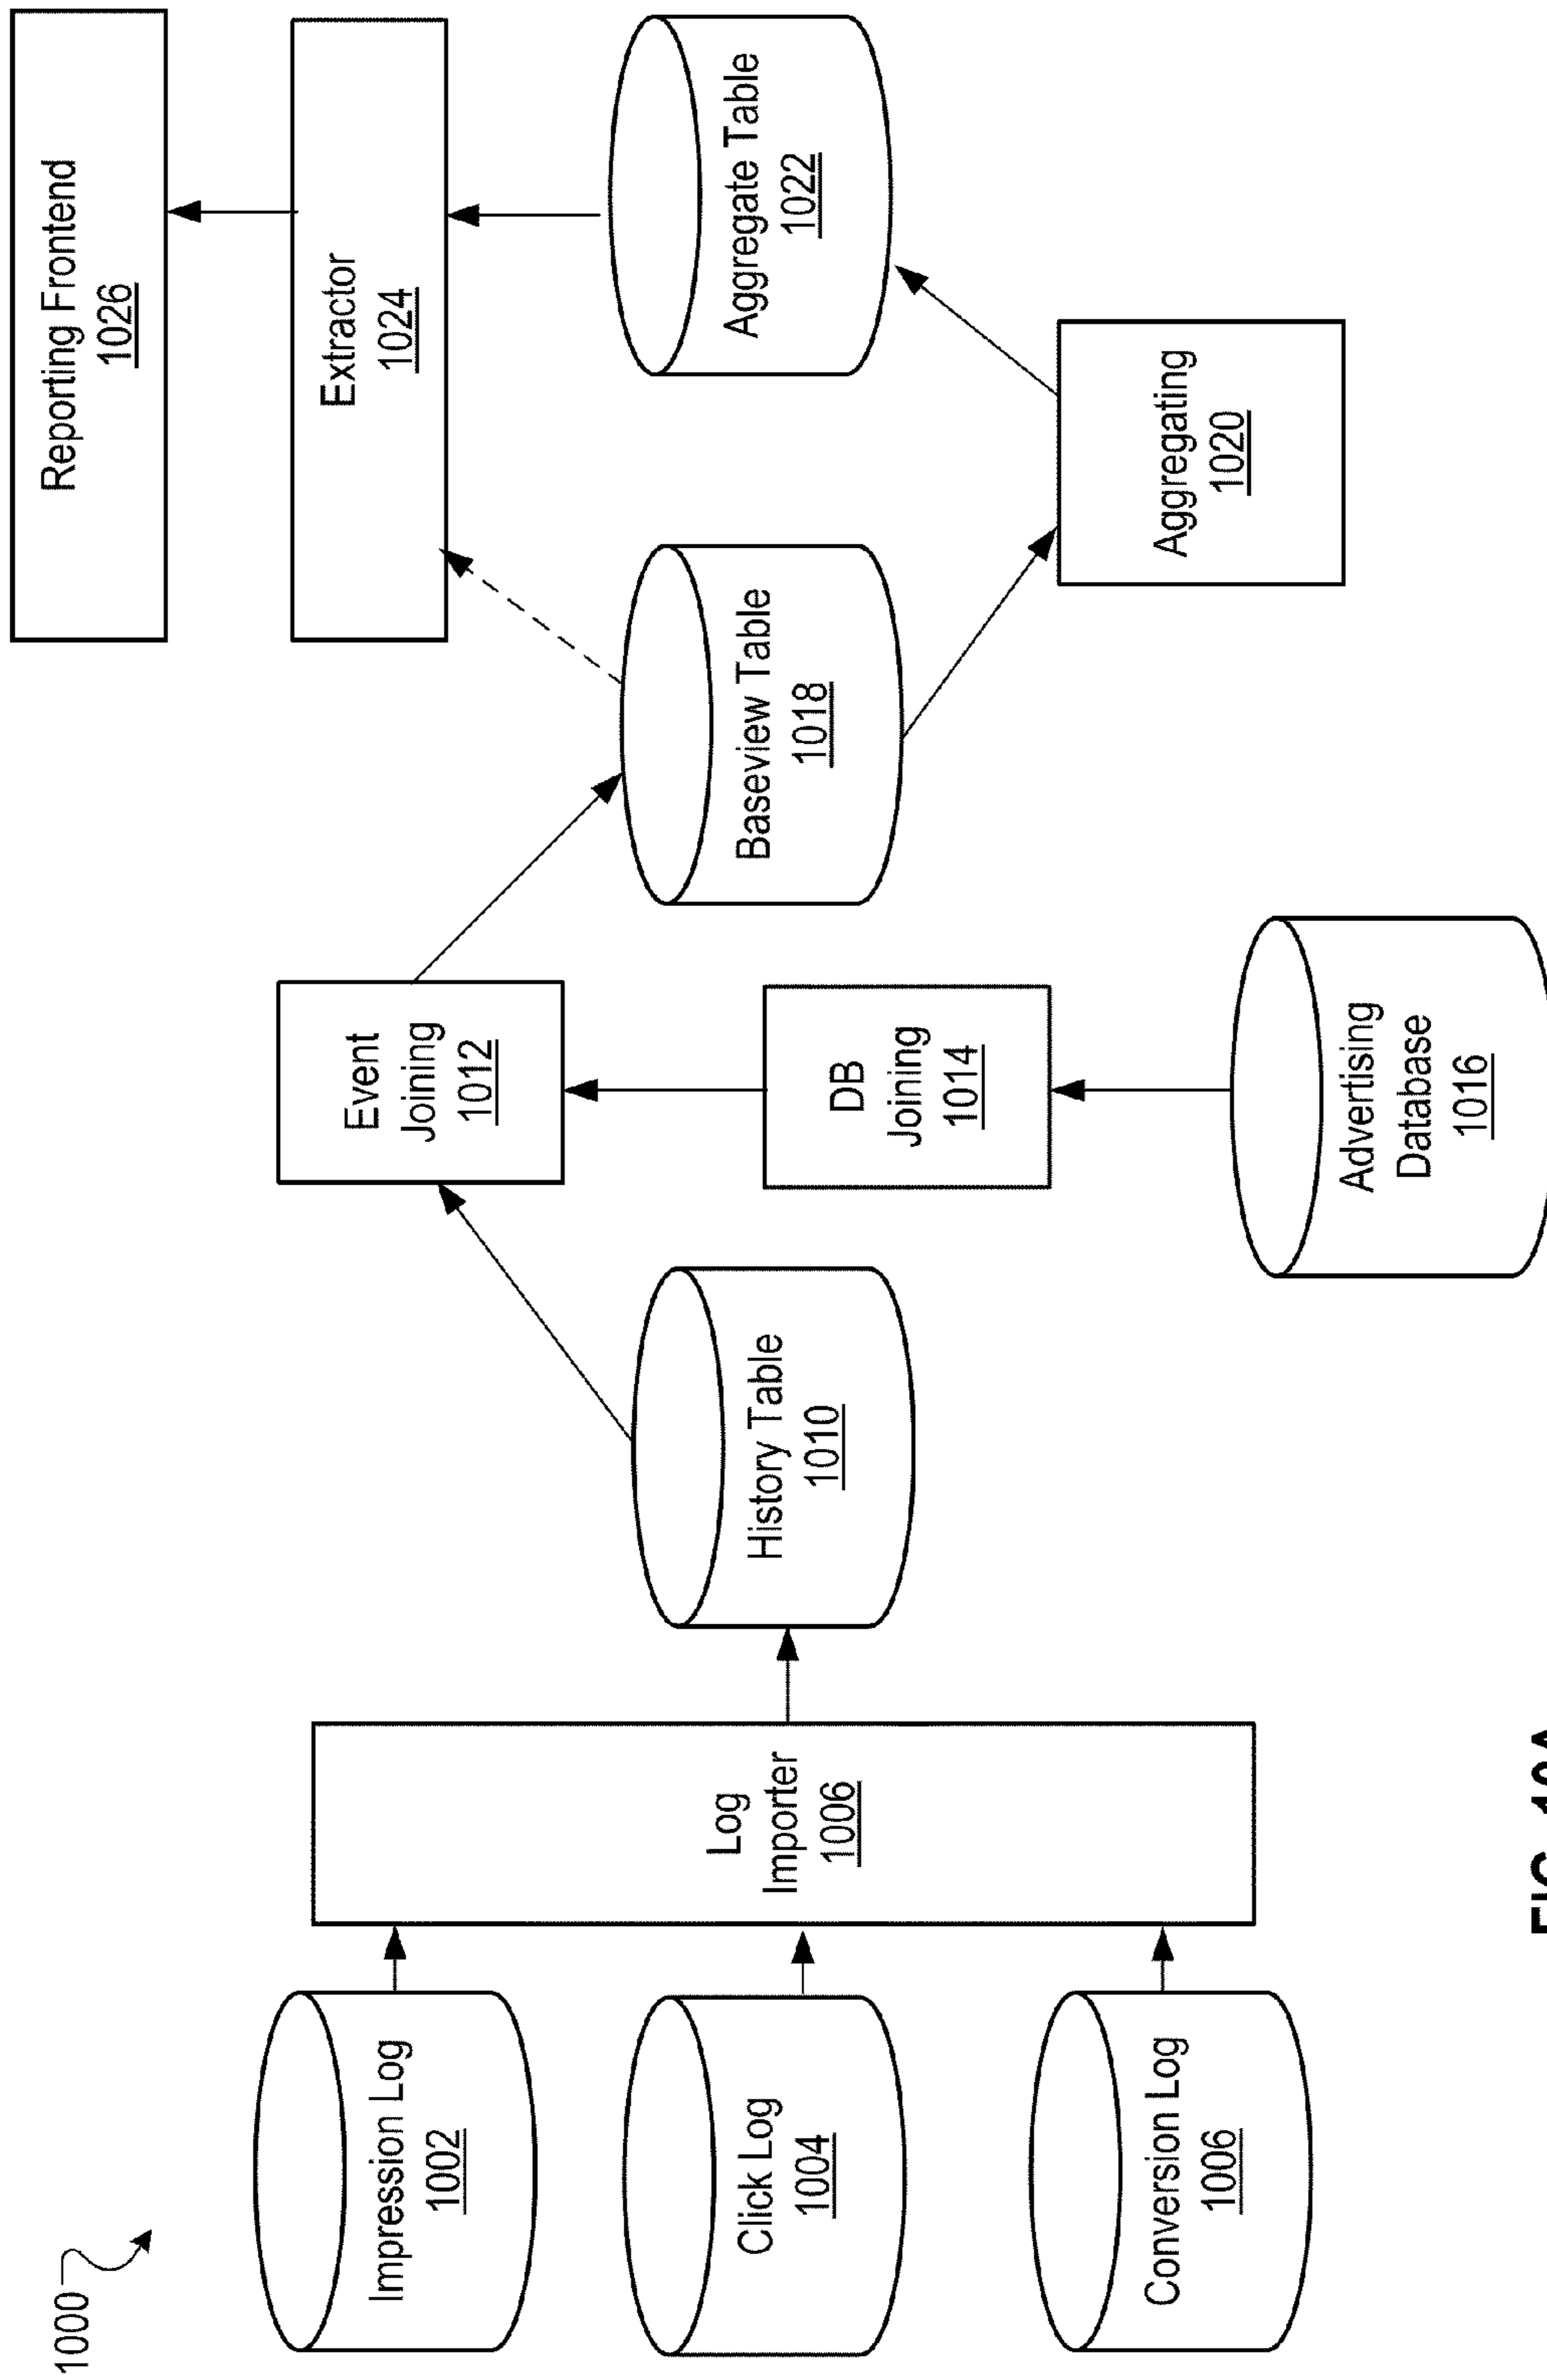 1000
Impression Log
1002
Click Log
1004
Conversion Log
1006
Log
Importer
1006
History Table
1010
Event
Joining
1012
DB
Joining
1014
Advertising
Database
1016
Baseview Table
1018
Aggregating
1020
Aggregate Table
1022
Extractor
1024
Reporting Frontend
1026
FIG. 10A